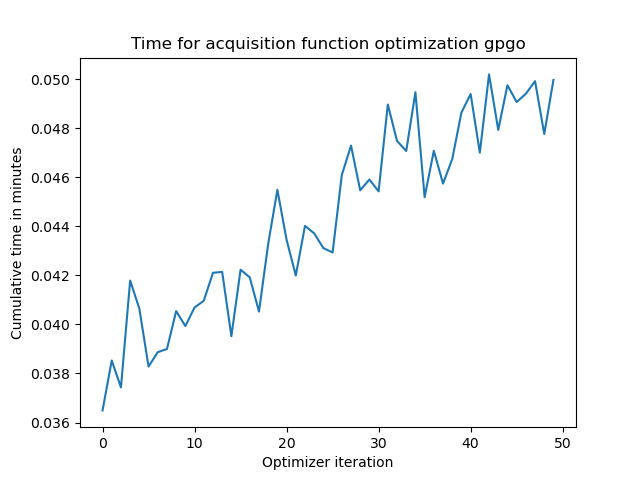 Time for acquisition function optimization gpgo
0.050
0.048
0.046
0.044
0.042
0.040
0.038
0.036
Cumulative time in minutes
0 10 20 30 40 50
Optimizer iteration